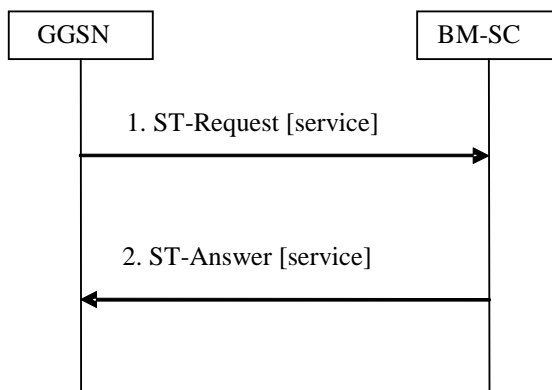 GGSN
BM-SC
1. ST-Request [service]
2. ST-Answer [service]